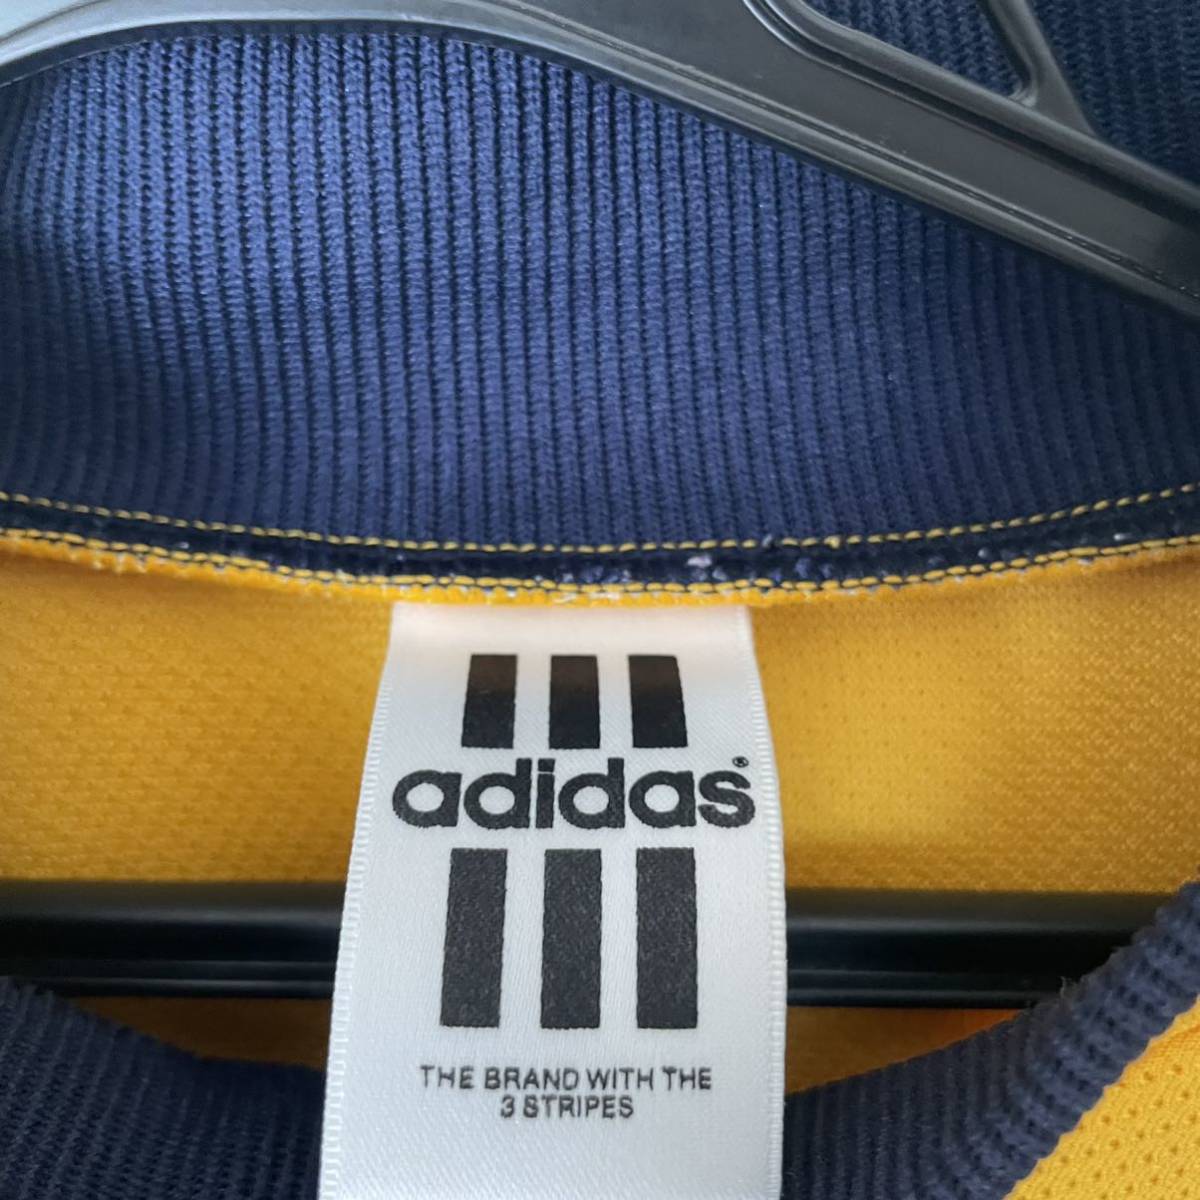 adidas®
THE BRAND WITH THE
3 STRIPES